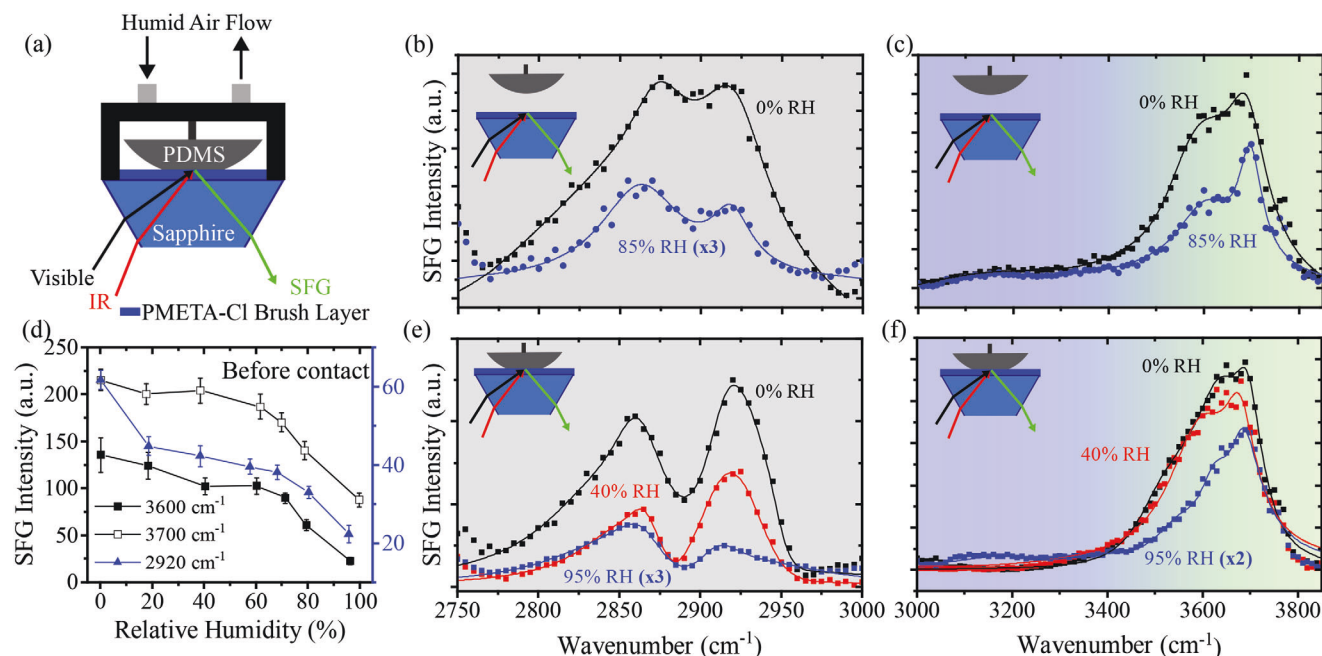 (a)
Humid Air Flow
PDMS
Sapphire
Visible
IR
SFG
PMETA-Cl Brush Layer
(b)
SFG Intensity (a.u.)
0% RH
85% RH (x3)
(c)
0% RH
85% RH
(d)
SFG Intensity (a.u.)
250
200
150
100
50
0
Before contact
3600 cm⁻¹
3700 cm⁻¹
2920 cm⁻¹
60
40
20
0 20 40 60 80 100
Relative Humidity (%)
(e)
SFG Intensity (a.u.)
0% RH
40% RH
95% RH (x3)
2750 2800 2850 2900 2950 3000
Wavenumber (cm⁻¹)
(f)
0% RH
40% RH
95% RH (x2)
3000 3200 3400 3600 3800
Wavenumber (cm⁻¹)